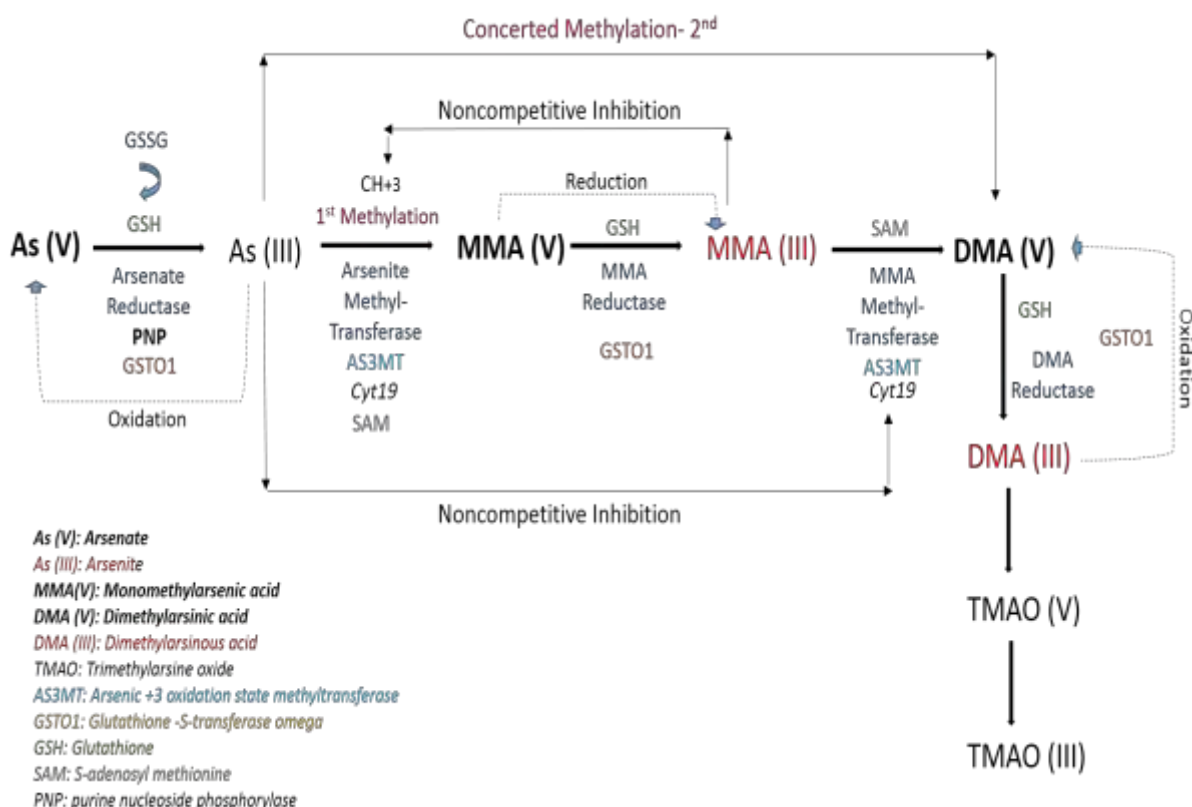 Concerted Methylation- 2nd
Noncompetitive Inhibition
GSSG
CH+3
Reduction
GSH
1st Methylation
GSH
SAM
As (V)
As (III)
MMA (V)
MMA (III)
DMA (V)
Arsenate
Reductase
PNP
GSTO1
Arsenite
Methyl-
Transferase
AS3MT
Cyt19
SAM
MMA
Reductase
GSTO1
MMA
Methyl-
Transferase
AS3MT
Cyt19
GSH
GSTO1
DMA
Reductase
Oxidation
Oxidation
DMA (III)
Noncompetitive Inhibition
TMAO (V)
TMAO (III)
As (V): Arsenate
As (III): Arsenite
MMA(V): Monomethylarsenic acid
DMA (V): Dimethylarsinic acid
DMA (III): Dimethylarsinous acid
TMAO: Trimethylarsine oxide
AS3MT: Arsenic +3 oxidation state methyltransferase
GSTO1: Glutathione -S-transferase omega
GSH: Glutathione
SAM: S-adenosyl methionine
PNP: purine nucleoside phosphorylase